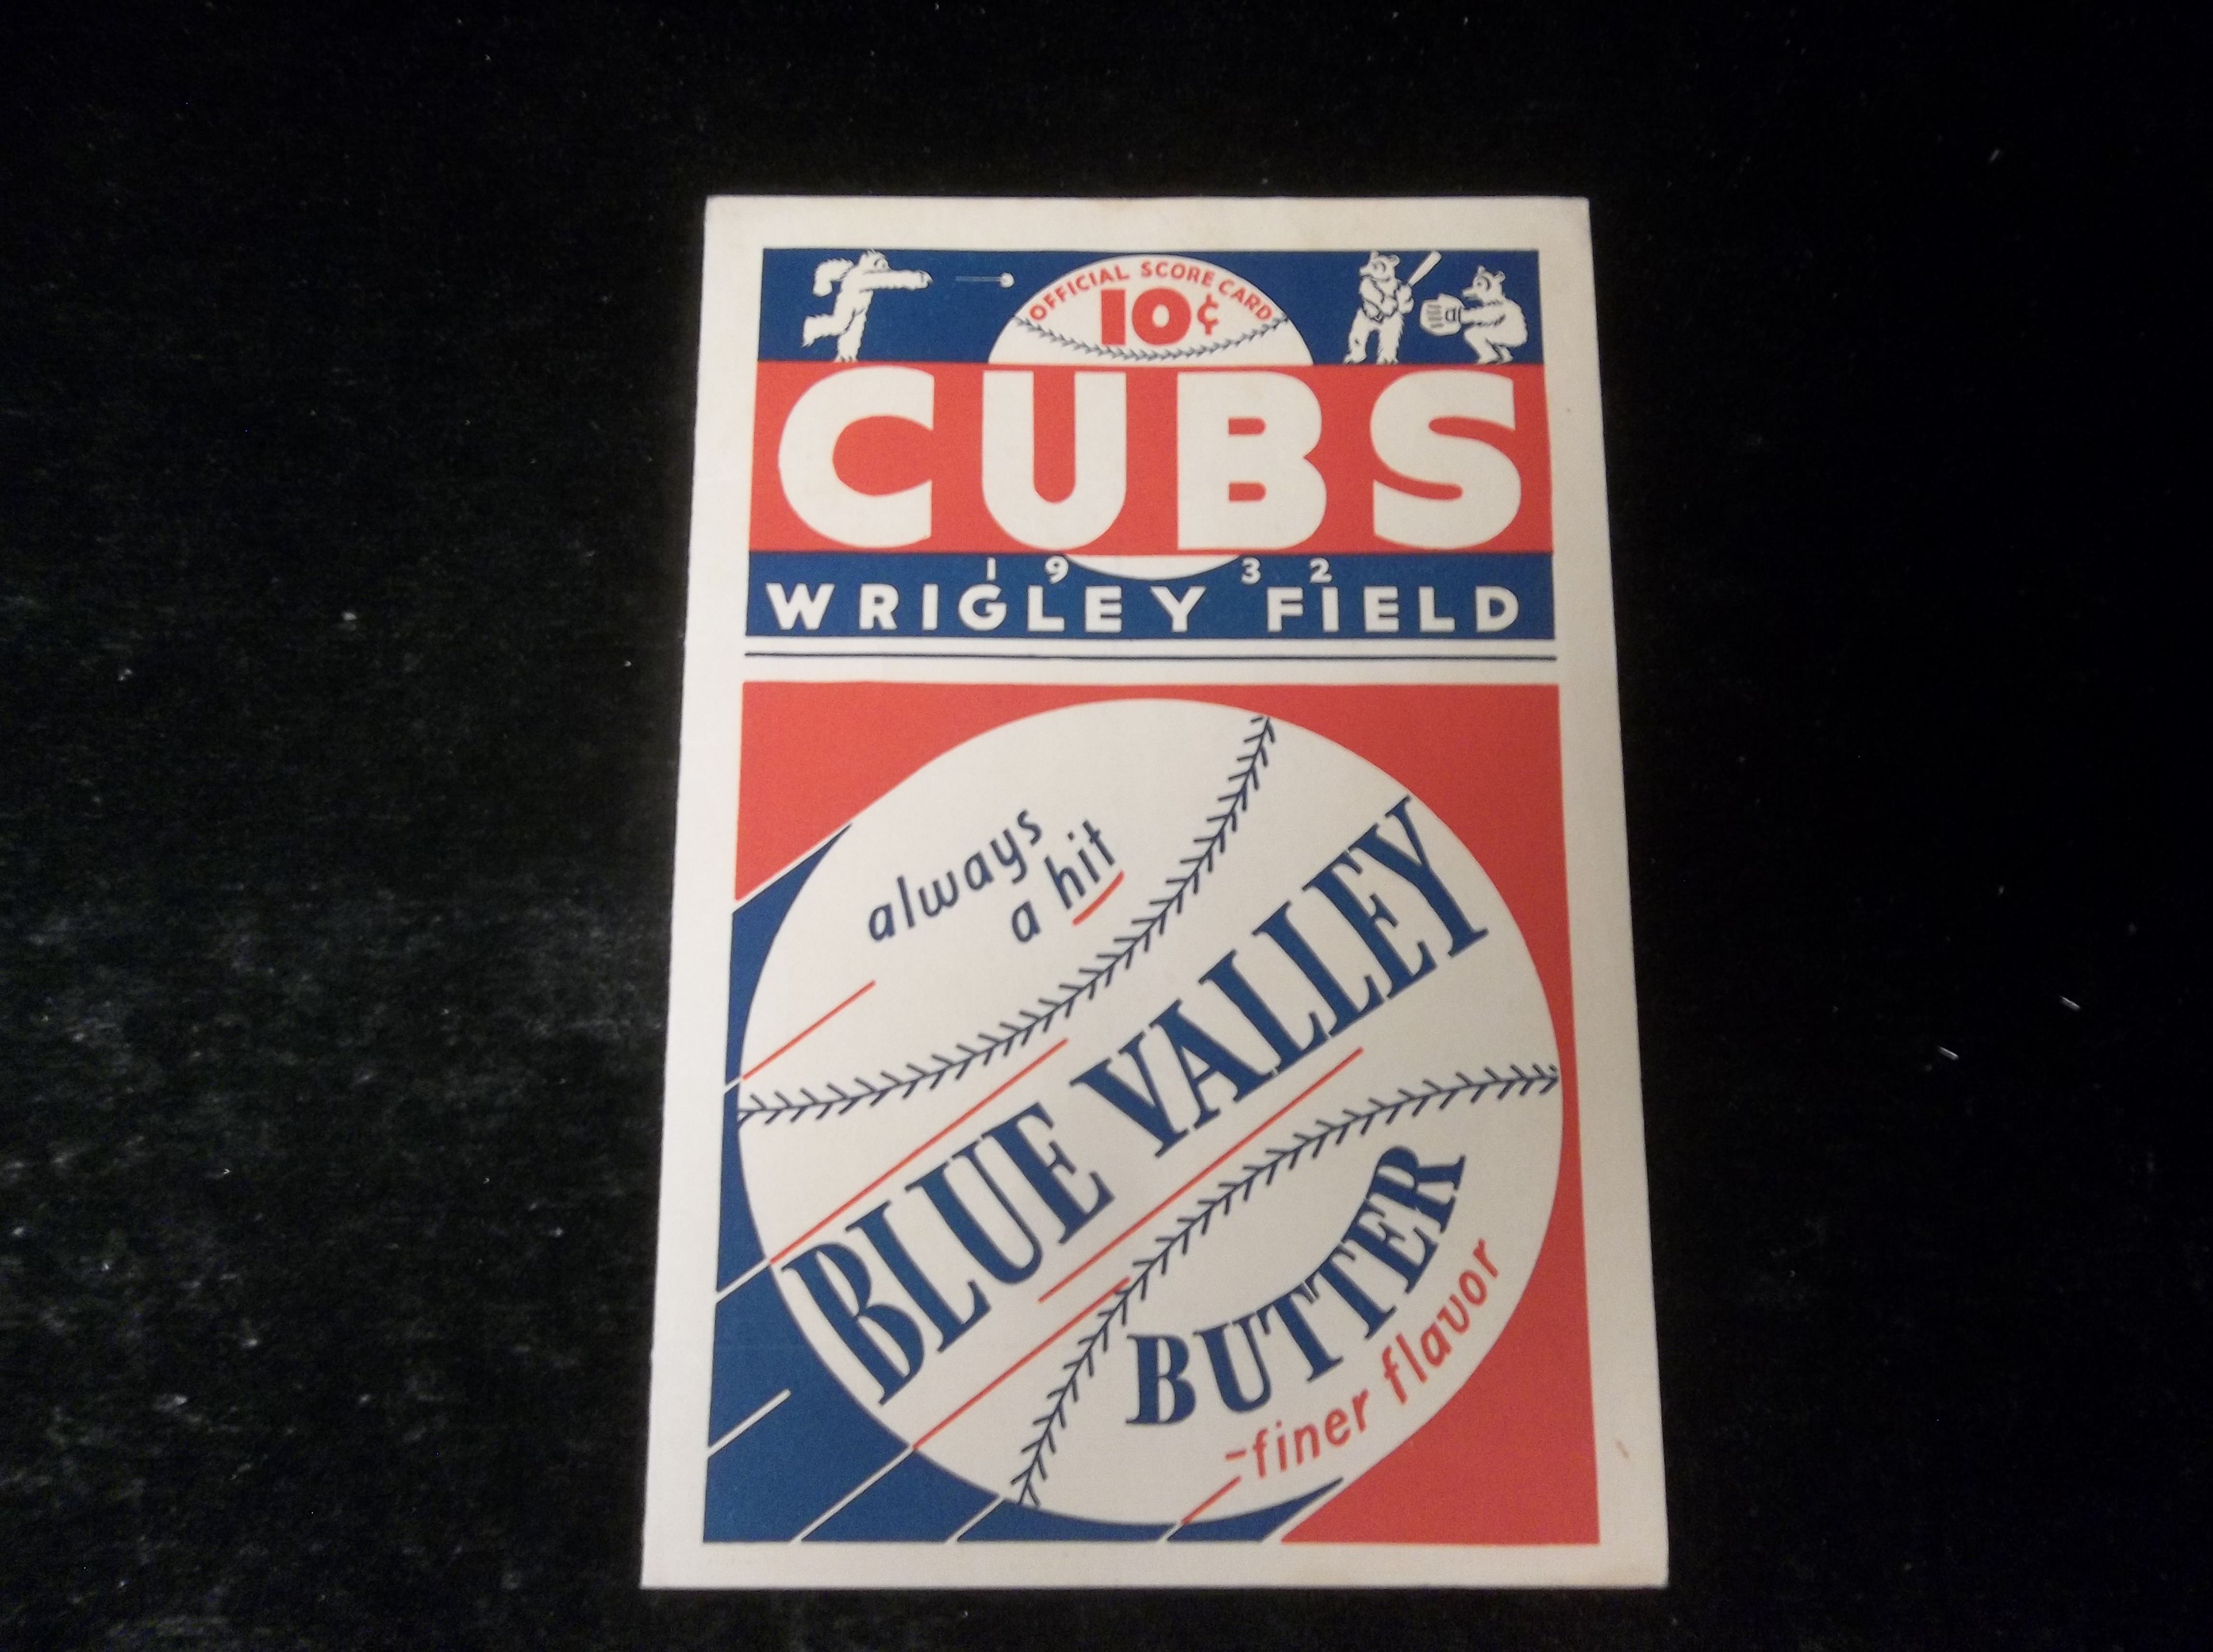 OFFICIAL SCORE CARD
10¢
CUBS
1932
WRIGLEY FIELD
always
a hit
BLUE VALLEY
BUTTER
-finer flavor